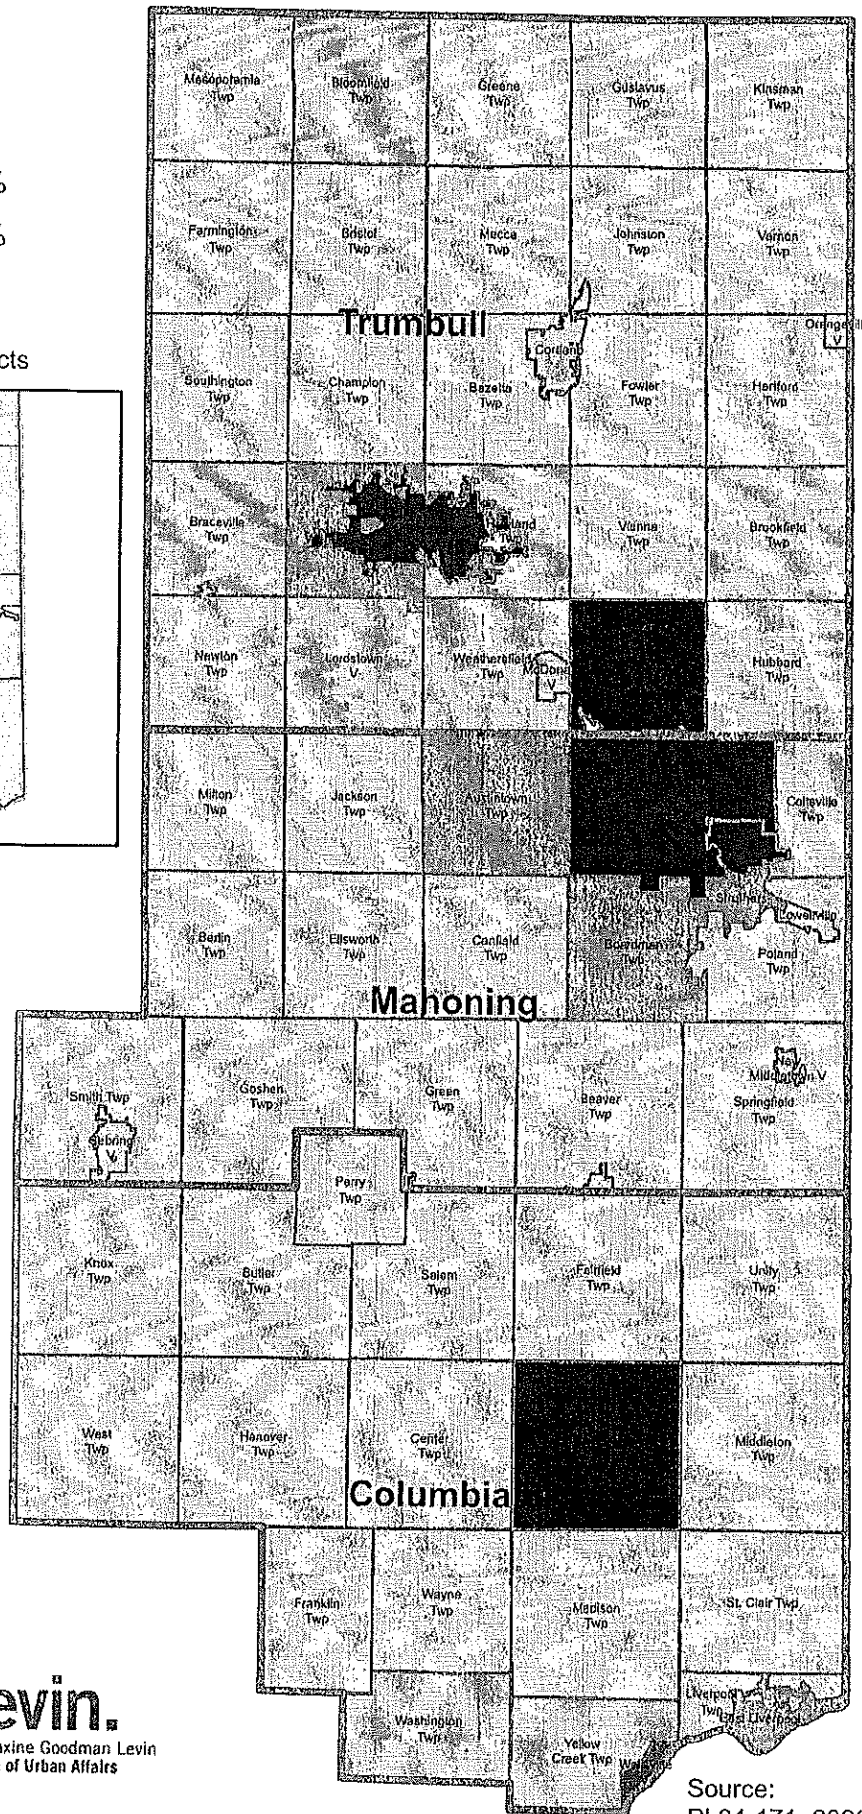 %
%
cts
Mesopotamia
Twp
Bloomfield
Twp
Greene
Twp
Gustavus
Twp
Kinsman
Twp
Farmington
Twp
Bristol
Twp
Mecca
Twp
Johnston
Twp
Vernon
Twp
Trumbull
Cortland
V
Southington
Twp
Champion
Twp
Bazetta
Twp
Fowler
Twp
Hartford
Twp
Braceville
Twp
Twp
Vienna
Twp
Brookfield
Twp
Newton
Twp
Lordstown
V
Weathersfield
Twp
V
Hubbard
Twp
Milton
Twp
Jackson
Twp
Austintown
Twp
Coitsville
Twp
Struthers
Lowellville
V
Berlin
Twp
Ellsworth
Twp
Canfield
Twp
Boardman
Twp
Poland
Twp
Mahoning
Smith Twp
Sebring
V
Goshen
Twp
Green
Twp
Beaver
Twp
New
Middletown V
Springfield
Twp
Perry
Twp
Knox
Twp
Butler
Twp
Salem
Twp
Fairfield
Twp
Unity
Twp
West
Twp
Hanover
Twp
Center
Twp
Middleton
Twp
Columbia
Franklin
Twp
Wayne
Twp
Madison
Twp
St. Clair Twp
Washington
Twp
Yellow
Creek Twp
Liverpool
Twp
East Liverpool
evin.
axine Goodman Levin
of Urban Affairs
Source: